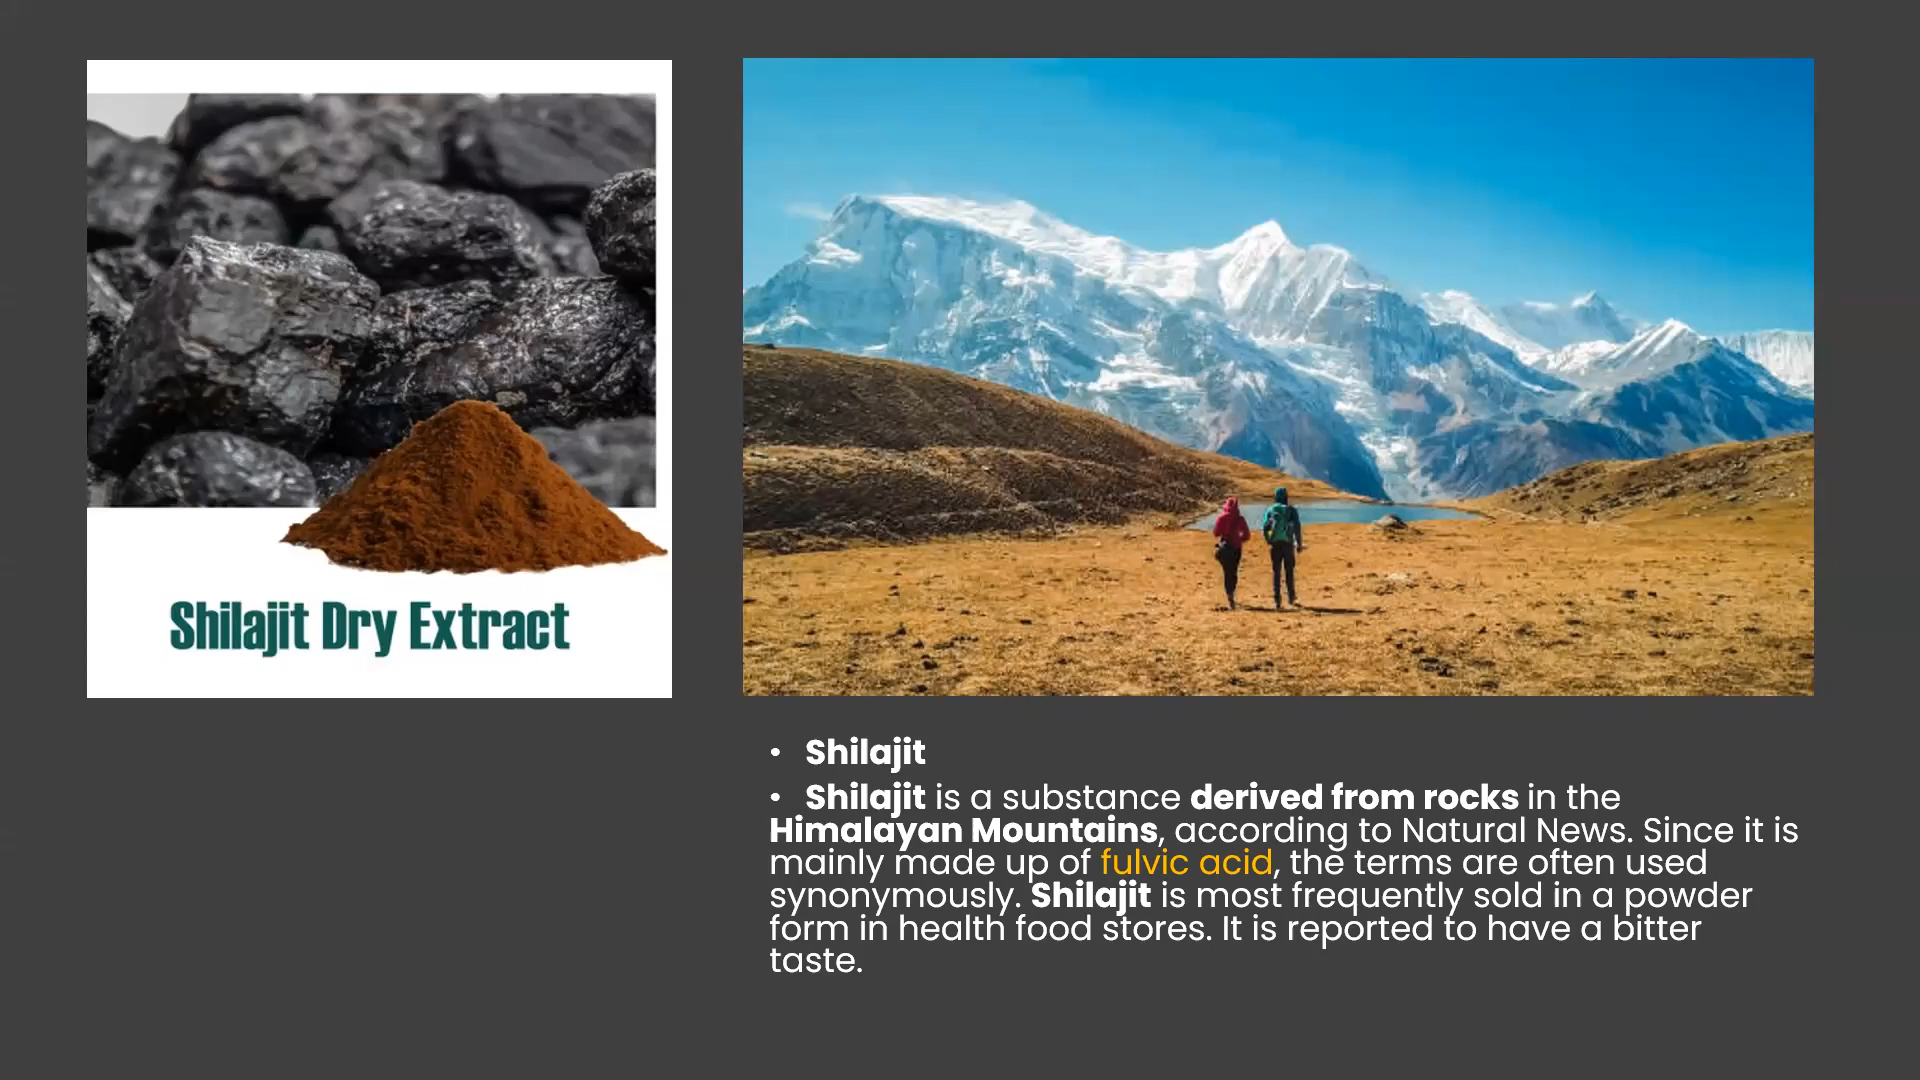 Shilajit Dry Extract
• Shilajit
• Shilajit is a substance derived from rocks in the
Himalayan Mountains, according to Natural News. Since it is
mainly made up of fulvic acid, the terms are often used
synonymously. Shilajit is most frequently sold in a powder
form in health food stores. It is reported to have a bitter
taste.